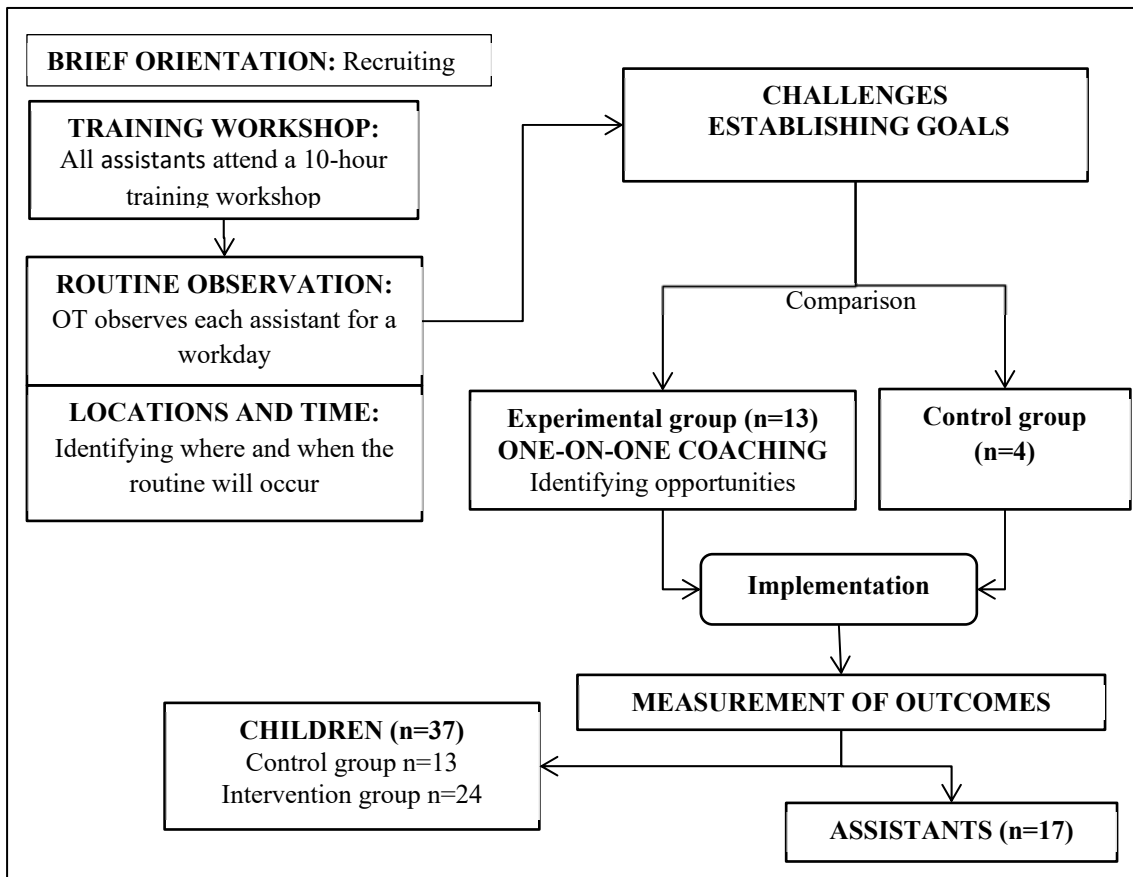 BRIEF ORIENTATION: Recruiting
TRAINING WORKSHOP:
All assistants attend a 10-hour
training workshop
ROUTINE OBSERVATION:
OT observes each assistant for a
workday
LOCATIONS AND TIME:
Identifying where and when the
routine will occur
CHALLENGES
ESTABLISHING GOALS
Comparison
Experimental group (n=13)
ONE-ON-ONE COACHING
Identifying opportunities
Control group
(n=4)
Implementation
MEASUREMENT OF OUTCOMES
CHILDREN (n=37)
Control group n=13
Intervention group n=24
ASSISTANTS (n=17)